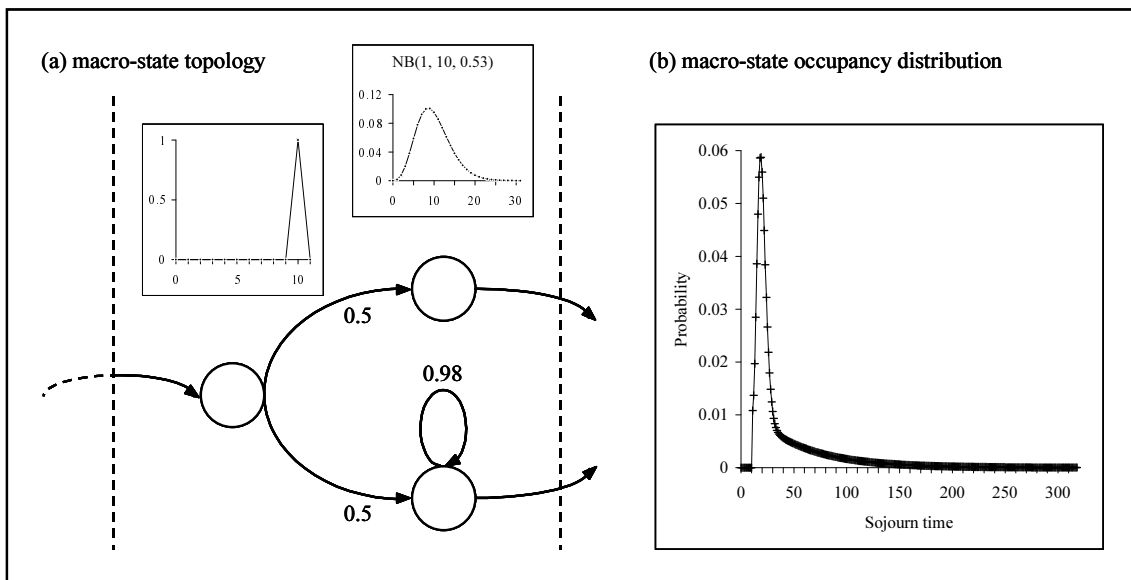 (a) macro-state topology
NB(1, 10, 0.53)
0.12
0.08
0.04
0
0 10 20 30
1
0.5
0
0 5 10
0.5
0.98
0.5
(b) macro-state occupancy distribution
0.06
0.05
0.04
0.03
0.02
0.01
0
Probability
0 50 100 150 200 250 300
Sojourn time